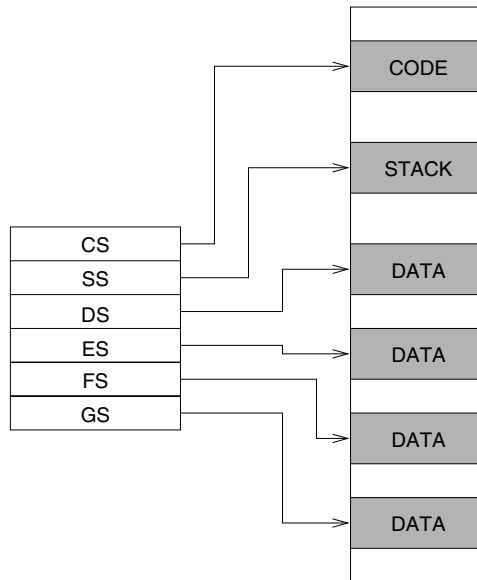 CODE
STACK
CS
SS
DS
ES
FS
GS
DATA
DATA
DATA
DATA